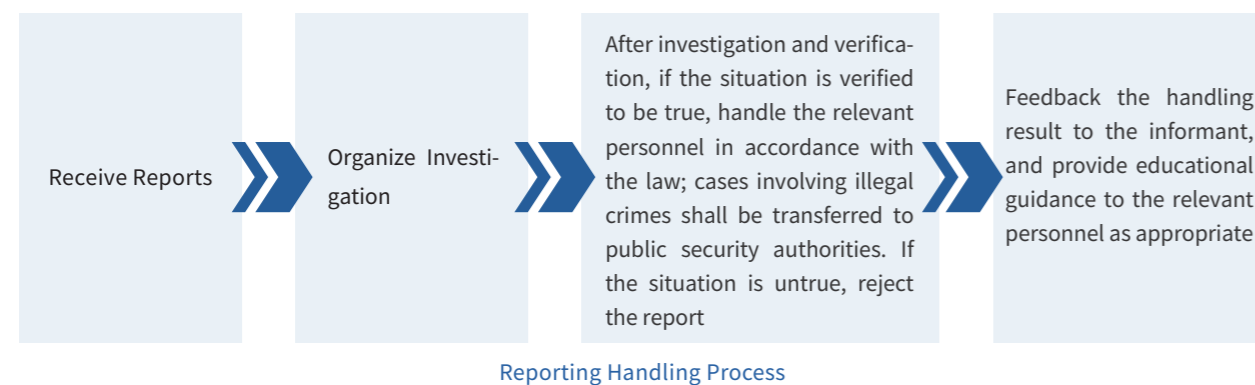 Receive Reports
Organize Investi-
gation
After investigation and verifica-
tion, if the situation is verified
to be true, handle the relevant
personnel in accordance with
the law; cases involving illegal
crimes shall be transferred to
public security authorities. If
the situation is untrue, reject
the report
Feedback the handling
result to the informant,
and provide educational
guidance to the relevant
personnel as appropriate
Reporting Handling Process